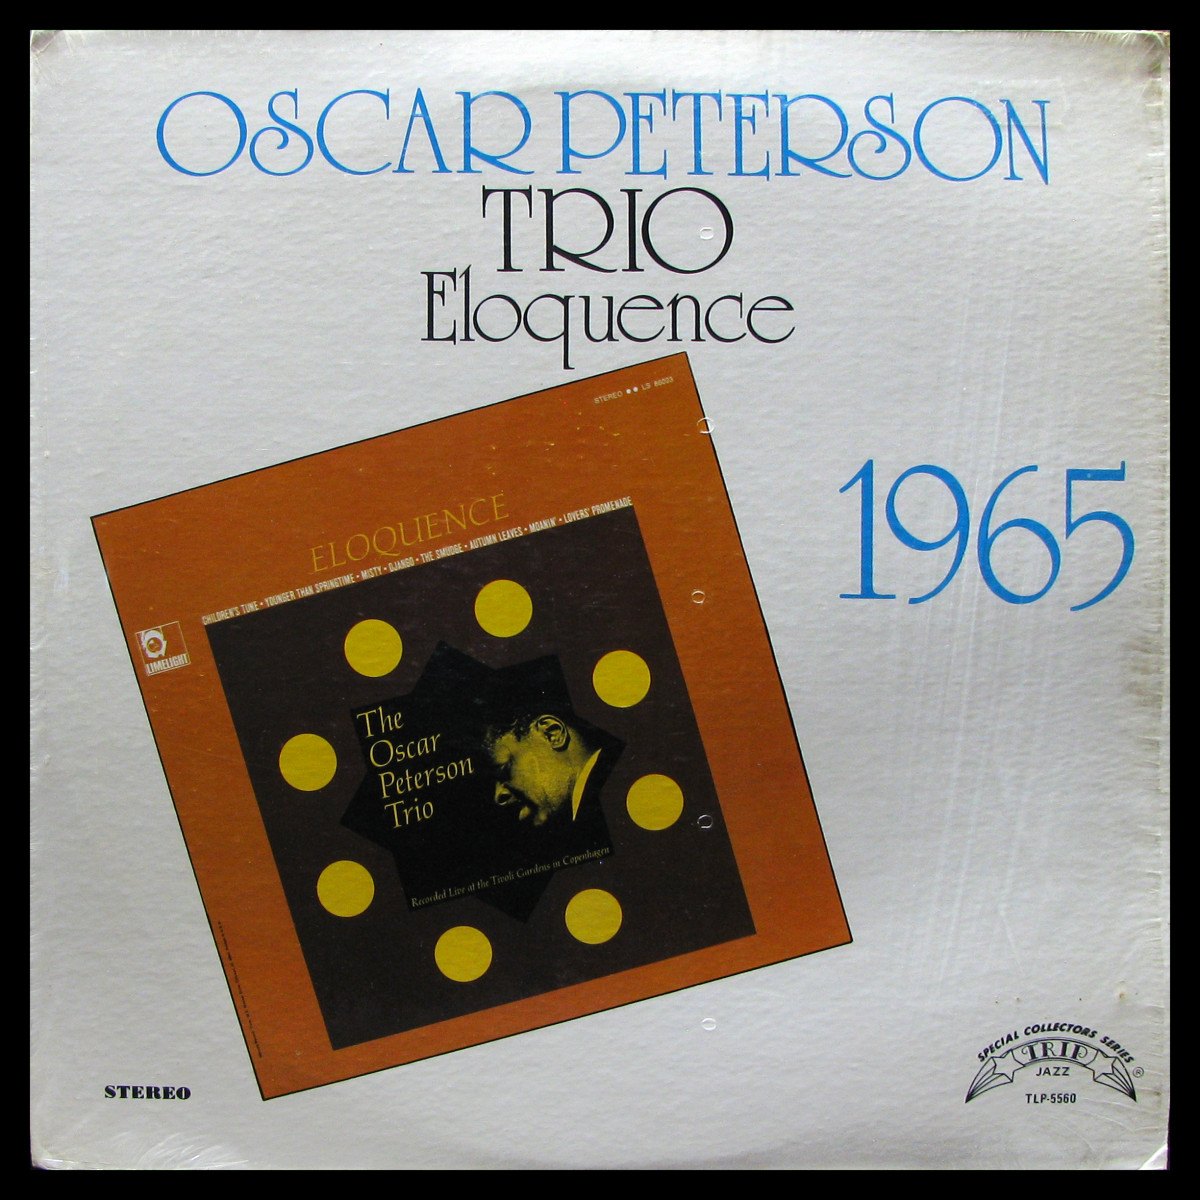 OSCAR PETERSON
TRIO
Eloquence
STEREO ●● LS 86023
ELOQUENCE
CHILDREN'S TUNE • YOUNGER THAN SPRINGTIME • MISTY • DJANGO • THE SMUDGE • AUTUMN LEAVES • MOANIN' • LOVERS' PROMENADE
1965
LIMELIGHT
The
Oscar
Peterson
Trio
Recorded Live at the Tivoli Gardens in Copenhagen
SPECIAL COLLECTORS SERIES
TRIP
JAZZ
®
TLP-5560
STEREO